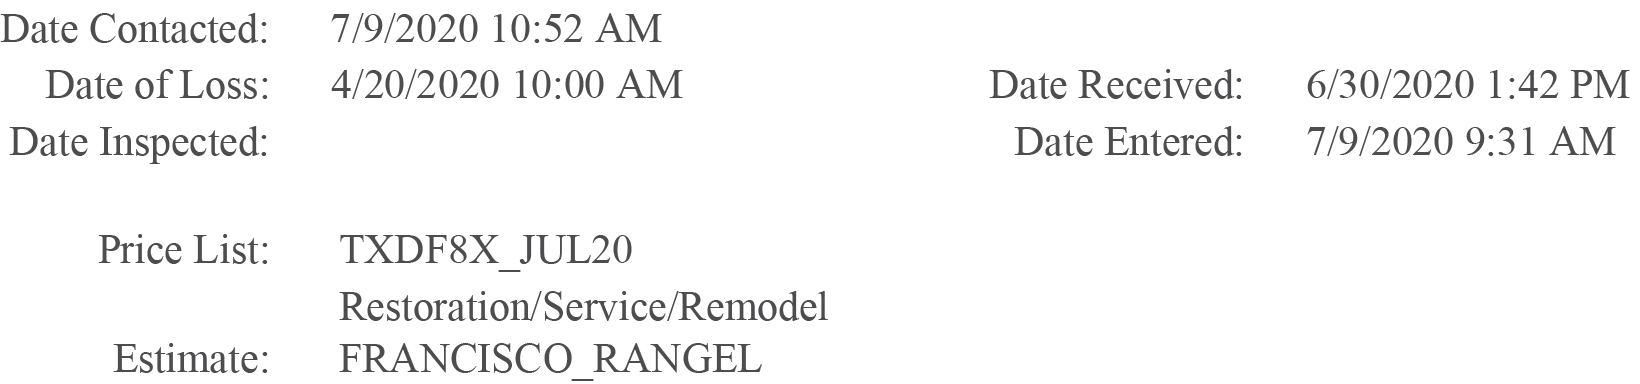 Date Contacted: 7/9/2020 10:52 AM
Date of Loss: 4/20/2020 10:00 AM Date Received: 6/30/2020 1:42 PM
Date Inspected: Date Entered: 7/9/2020 9:31 AM
Price List: TXDF8X_JUL20
Restoration/Service/Remodel
Estimate: FRANCISCO_RANGEL